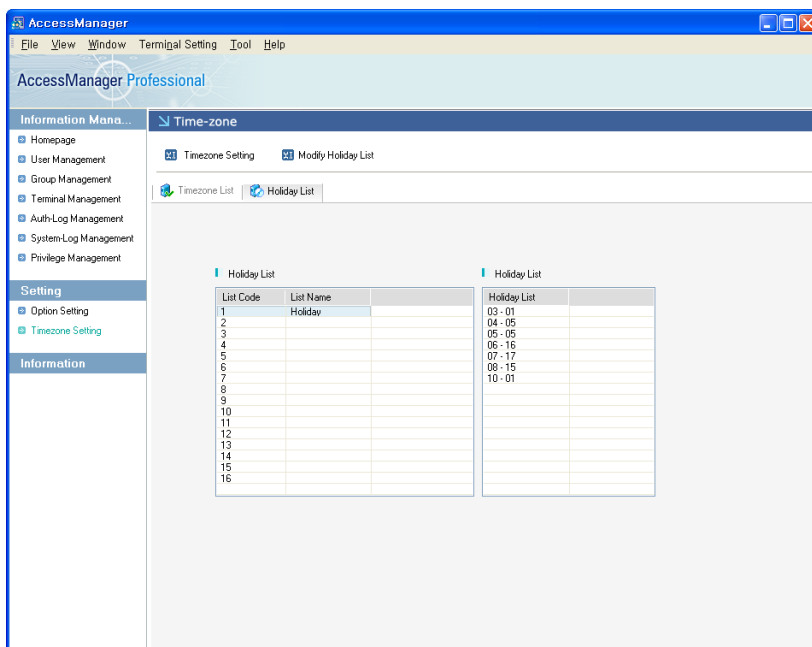 AccessManager
File View Window Terminal Setting Tool Help
AccessManager Professional
Information Mana...
Homepage
User Management
Group Management
Terminal Management
Auth-Log Management
System-Log Management
Privilege Management
Setting
Option Setting
Timezone Setting
Information
Time-zone
Timezone Setting Modify Holiday List
Timezone List Holiday List
Holiday List
List Code List Name
1 Holiday
2
3
4
5
6
7
8
9
10
11
12
13
14
15
16
Holiday List
Holiday List
03 - 01
04 - 05
05 - 05
06 - 16
07 - 17
08 - 15
10 - 01